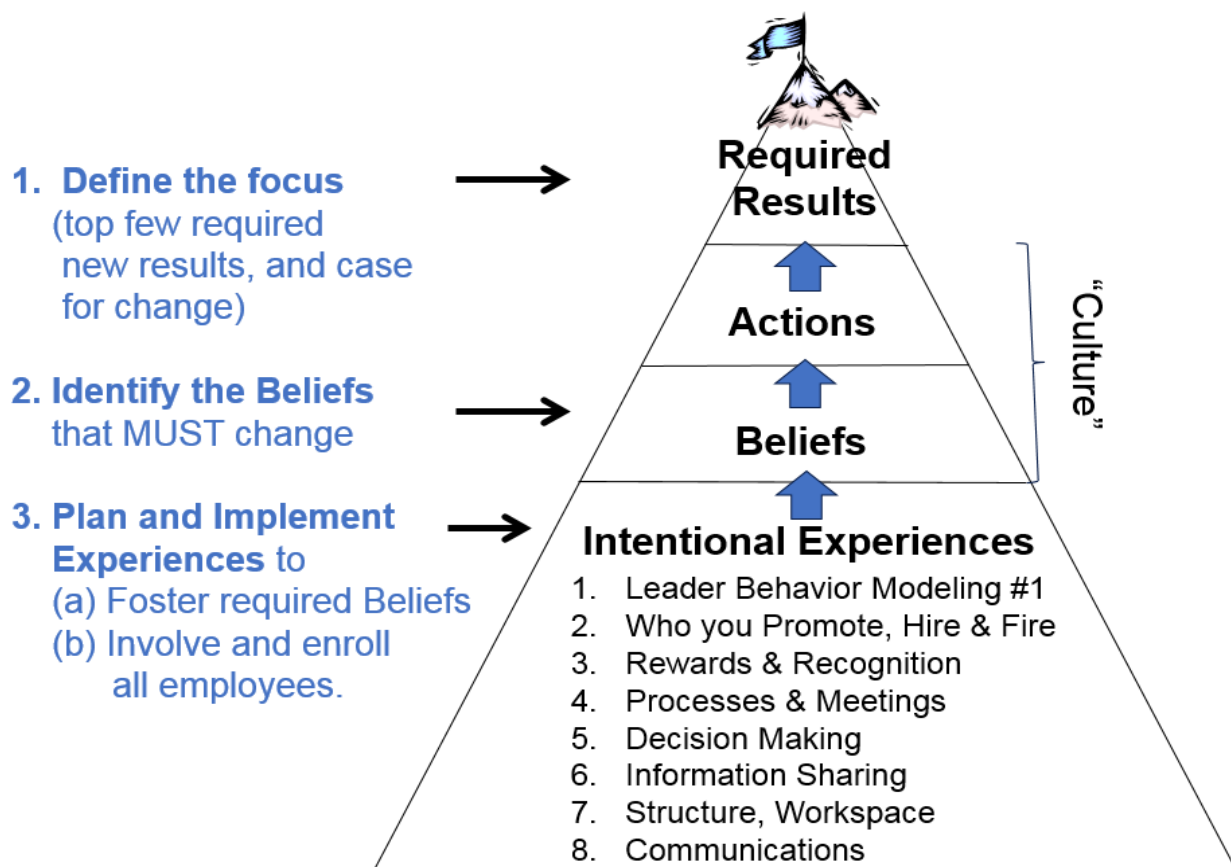 1. Define the focus
(top few required
new results, and case
for change)
2. Identify the Beliefs
that MUST change
3. Plan and Implement
Experiences to
(a) Foster required Beliefs
(b) Involve and enroll
all employees.
Required
Results
Actions
Beliefs
"Culture"
Intentional Experiences
1. Leader Behavior Modeling #1
2. Who you Promote, Hire & Fire
3. Rewards & Recognition
4. Processes & Meetings
5. Decision Making
6. Information Sharing
7. Structure, Workspace
8. Communications